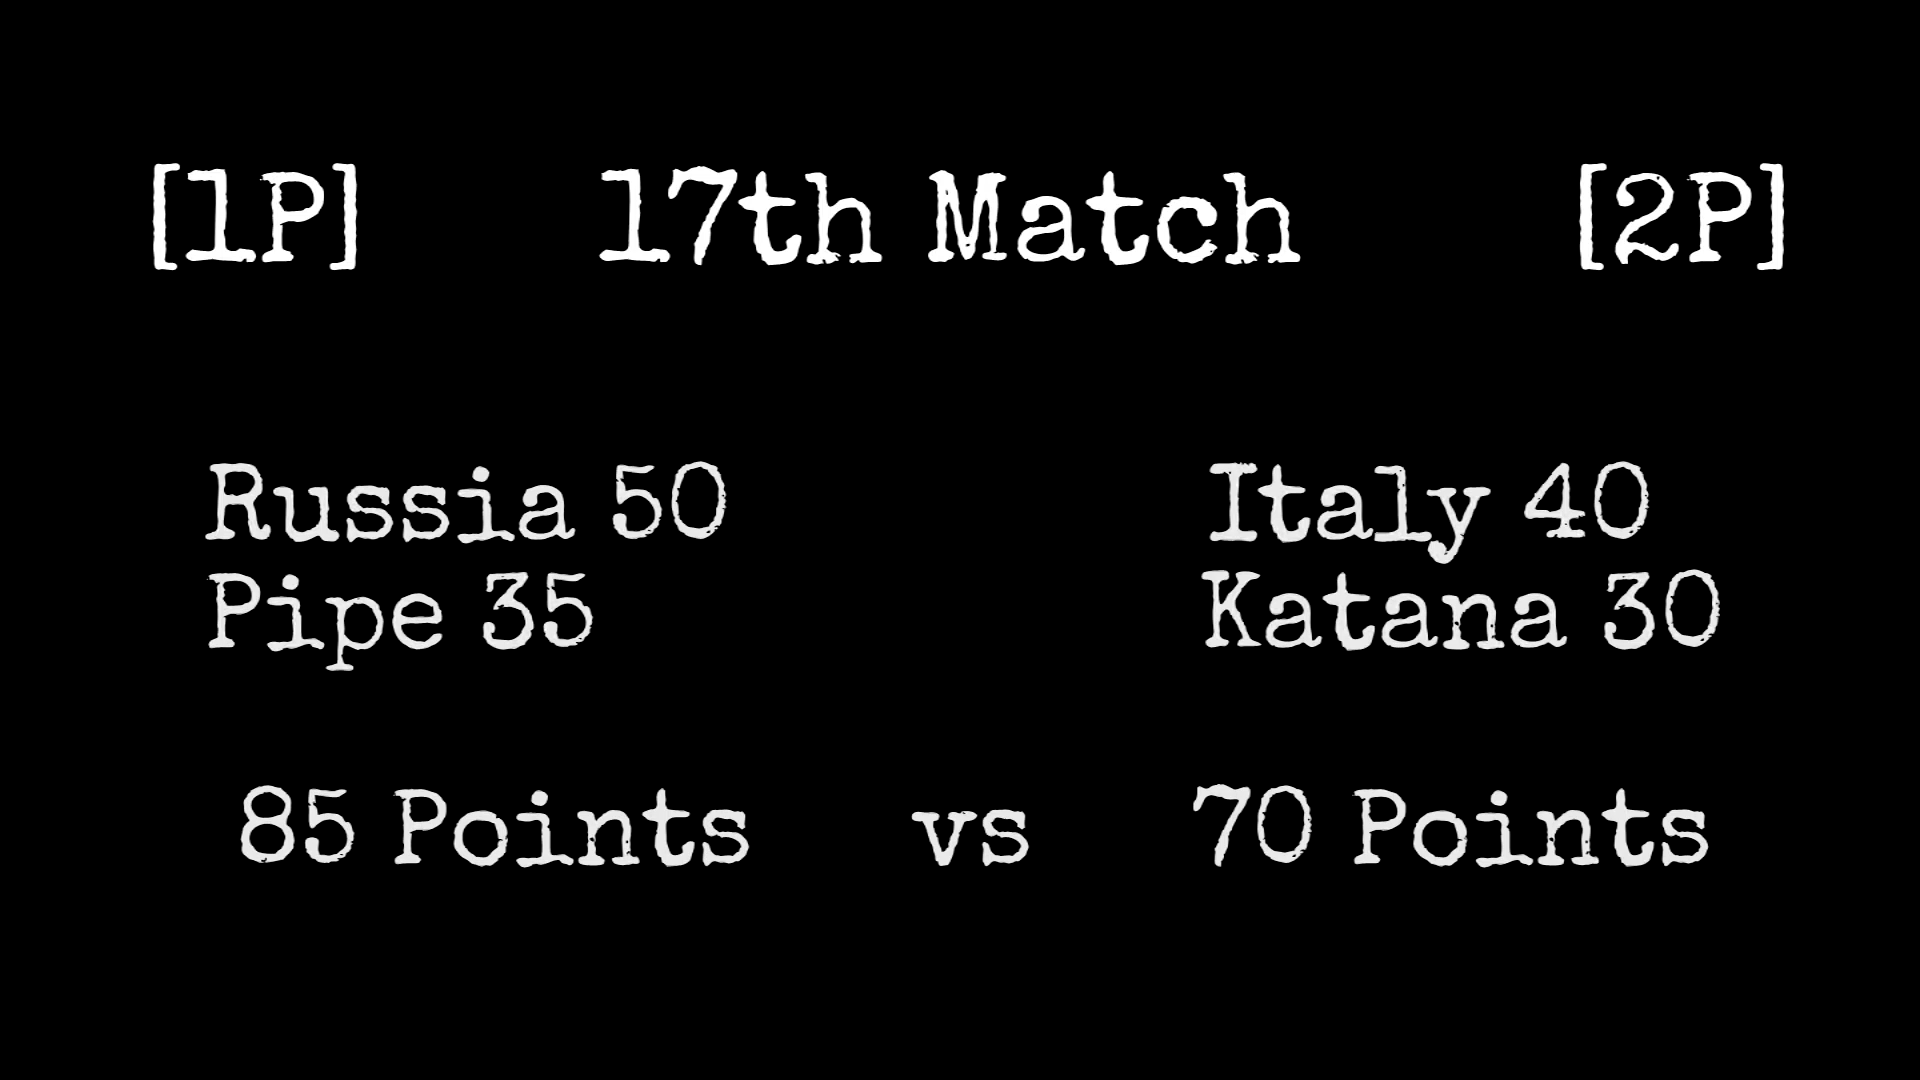 [1P] 17th Match [2P]
Russia 50 Italy 40
Pipe 35 Katana 30
85 Points vs 70 Points